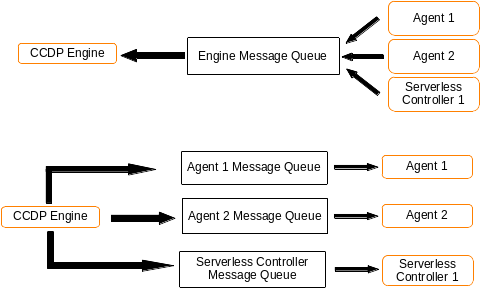 Agent 1
CCDP Engine
Engine Message Queue
Agent 2
Serverless
Controller 1
Agent 1 Message Queue
Agent 1
CCDP Engine
Agent 2 Message Queue
Agent 2
Serverless Controller
Message Queue
Serverless
Controller 1